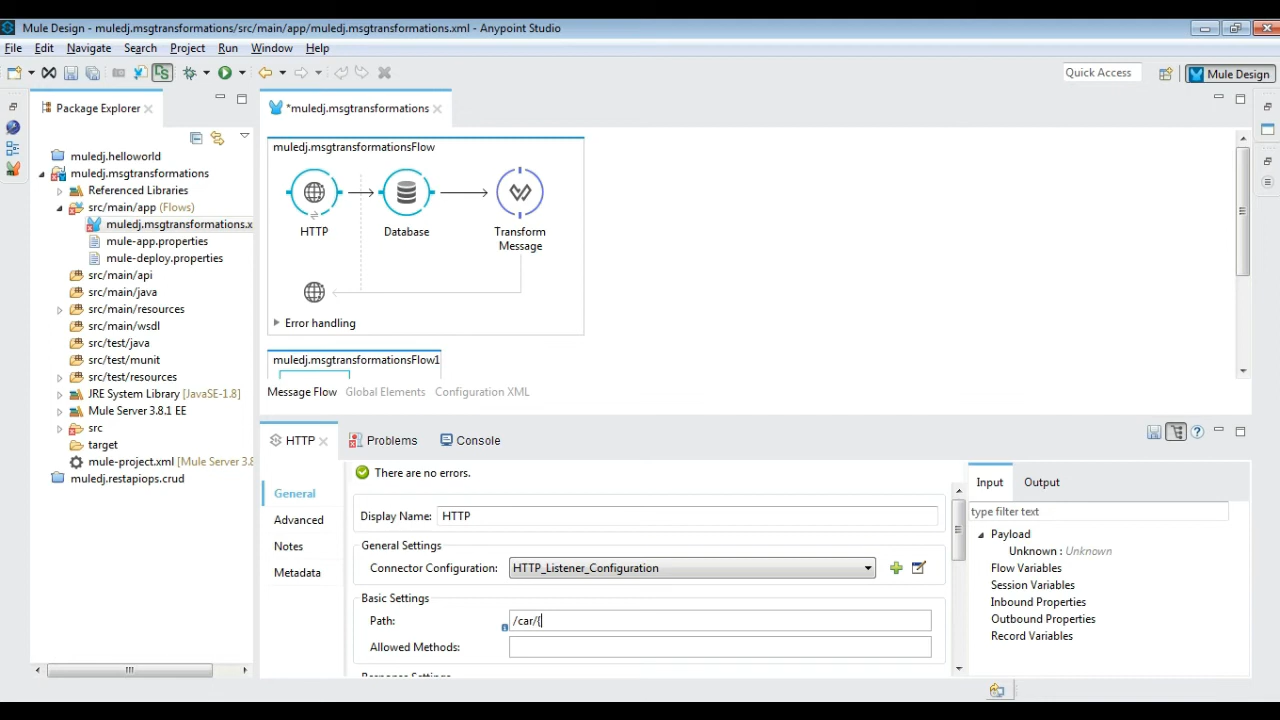 Mule Design - muledj.msgtransformations/src/main/app/muledj.msgtransformations.xml - Anypoint Studio
File Edit Navigate Search Project Run Window Help
Quick Access
Mule Design
Package Explorer
muledj.helloworld
muledj.msgtransformations
Referenced Libraries
src/main/app (Flows)
muledj.msgtransformations.x
mule-app.properties
mule-deploy.properties
src/main/api
src/main/java
src/main/resources
src/main/wsdl
src/test/java
src/test/munit
src/test/resources
JRE System Library [JavaSE-1.8]
Mule Server 3.8.1 EE
src
target
mule-project.xml [Mule Server 3.8
muledj.restapiops.crud
*muledj.msgtransformations
muledj.msgtransformationsFlow
HTTP
Database
Transform
Message
Error handling
muledj.msgtransformationsFlow1
Message Flow Global Elements Configuration XML
HTTP Problems Console
There are no errors.
General
Advanced
Notes
Metadata
Display Name: HTTP
General Settings
Connector Configuration: HTTP_Listener_Configuration
Basic Settings
Path: /car/{
Allowed Methods:
Response Settings
Input Output
type filter text
Payload
Unknown : Unknown
Flow Variables
Session Variables
Inbound Properties
Outbound Properties
Record Variables